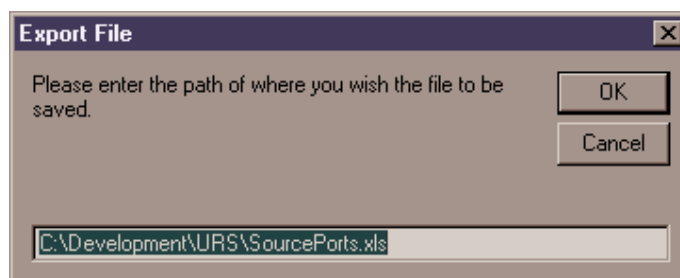 Export File
Please enter the path of where you wish the file to be
saved.
OK
Cancel
C:\Development\URS\SourcePorts.xls